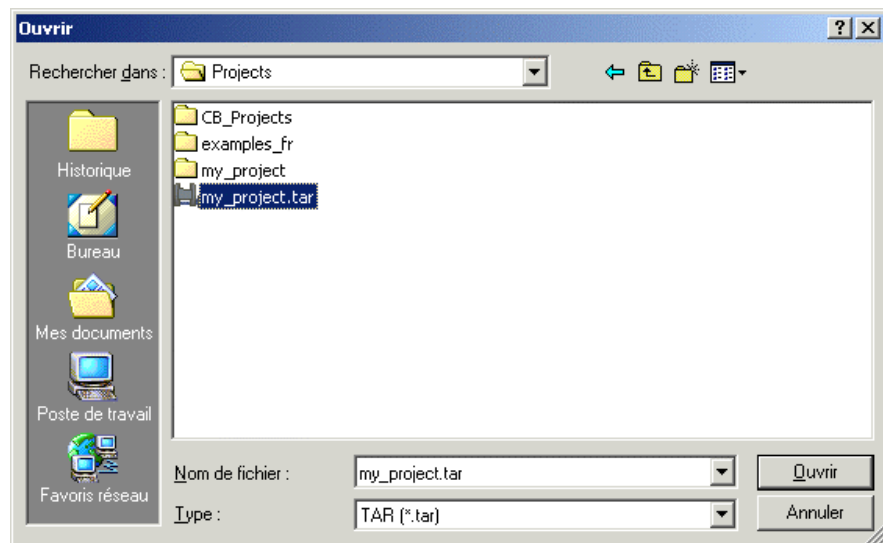 Ouvrir
Rechercher dans :
Projects
Historique
Bureau
Mes documents
Poste de travail
Favoris réseau
CB_Projects
examples_fr
my_project
my_project.tar
Nom de fichier :
my_project.tar
Ouvrir
Type :
TAR (*.tar)
Annuler